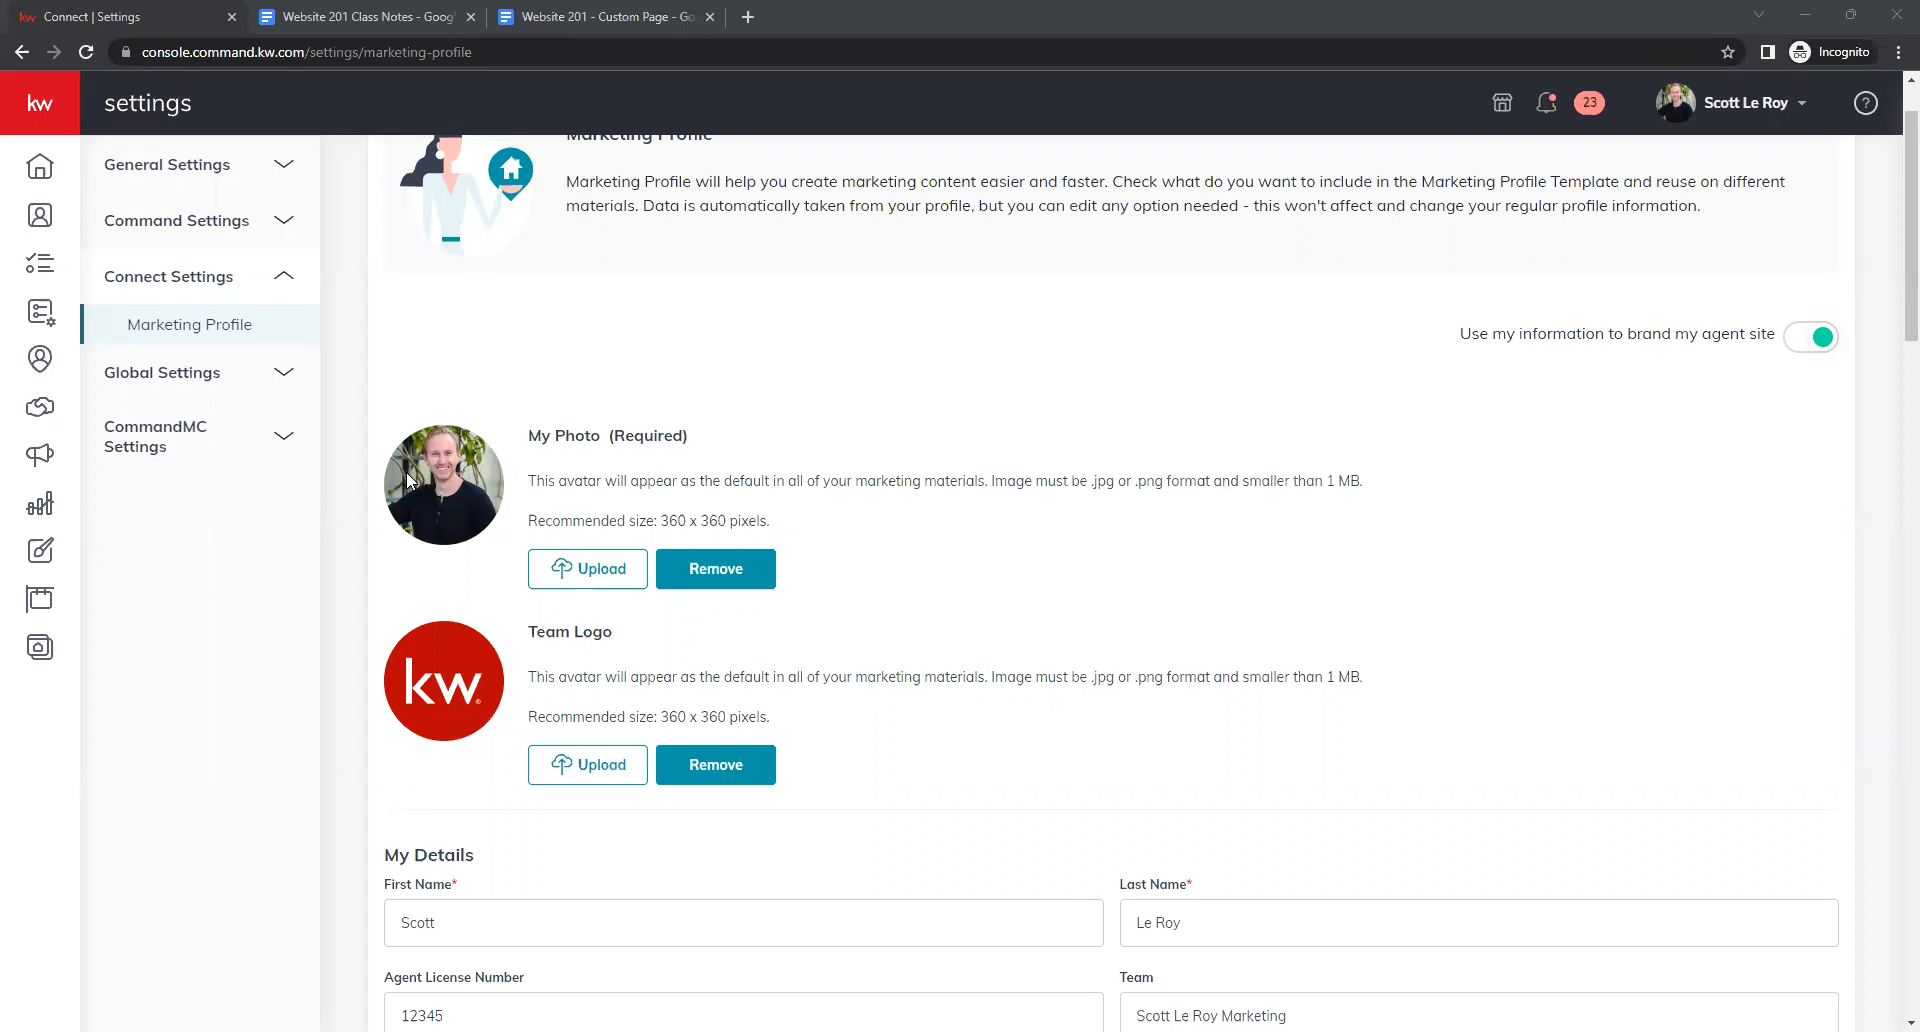 Connect | Settings
Website 201 Class Notes - Goog
Website 201 - Custom Page - Go
console.command.kw.com/settings/marketing-profile
Incognito
kw
settings
23
Scott Le Roy
General Settings
Command Settings
Connect Settings
Marketing Profile
Global Settings
CommandMC
Settings
Marketing Profile
Marketing Profile will help you create marketing content easier and faster. Check what do you want to include in the Marketing Profile Template and reuse on different
materials. Data is automatically taken from your profile, but you can edit any option needed - this won't affect and change your regular profile information.
Use my information to brand my agent site
My Photo (Required)
This avatar will appear as the default in all of your marketing materials. Image must be .jpg or .png format and smaller than 1 MB.
Recommended size: 360 x 360 pixels.
Upload
Remove
kw
Team Logo
This avatar will appear as the default in all of your marketing materials. Image must be .jpg or .png format and smaller than 1 MB.
Recommended size: 360 x 360 pixels.
Upload
Remove
My Details
First Name*
Last Name*
Scott
Le Roy
Agent License Number
Team
12345
Scott Le Roy Marketing